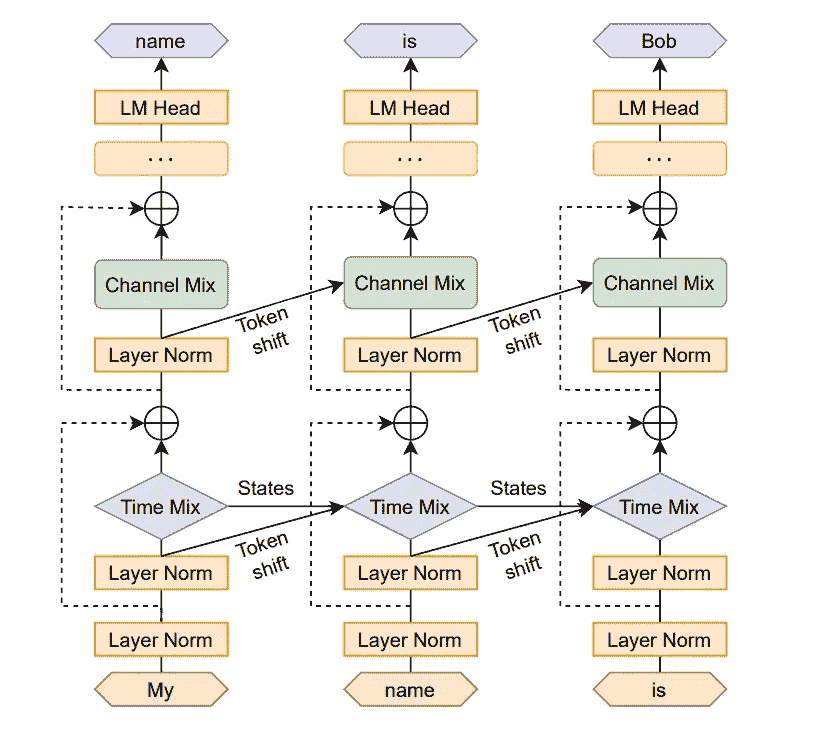 name
is
Bob
LM Head
LM Head
LM Head
...
...
...
Channel Mix
Channel Mix
Channel Mix
Token
shift
Token
shift
Layer Norm
Layer Norm
Layer Norm
States
States
Time Mix
Time Mix
Time Mix
Token
shift
Token
shift
Layer Norm
Layer Norm
Layer Norm
Layer Norm
Layer Norm
Layer Norm
My
name
is